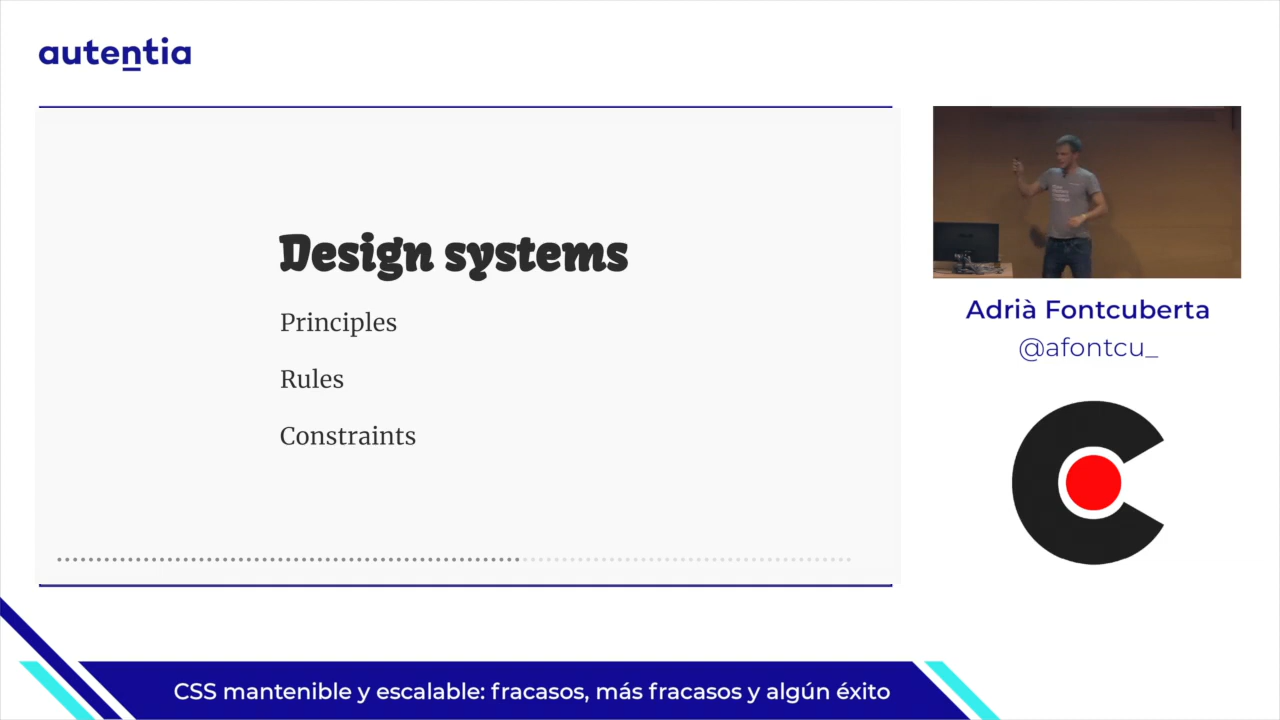 autentia
Design systems
Principles
Rules
Constraints
Adrià Fontcuberta
@afontcu_
CSS mantenible y escalable: fracasos, más fracasos y algún éxito